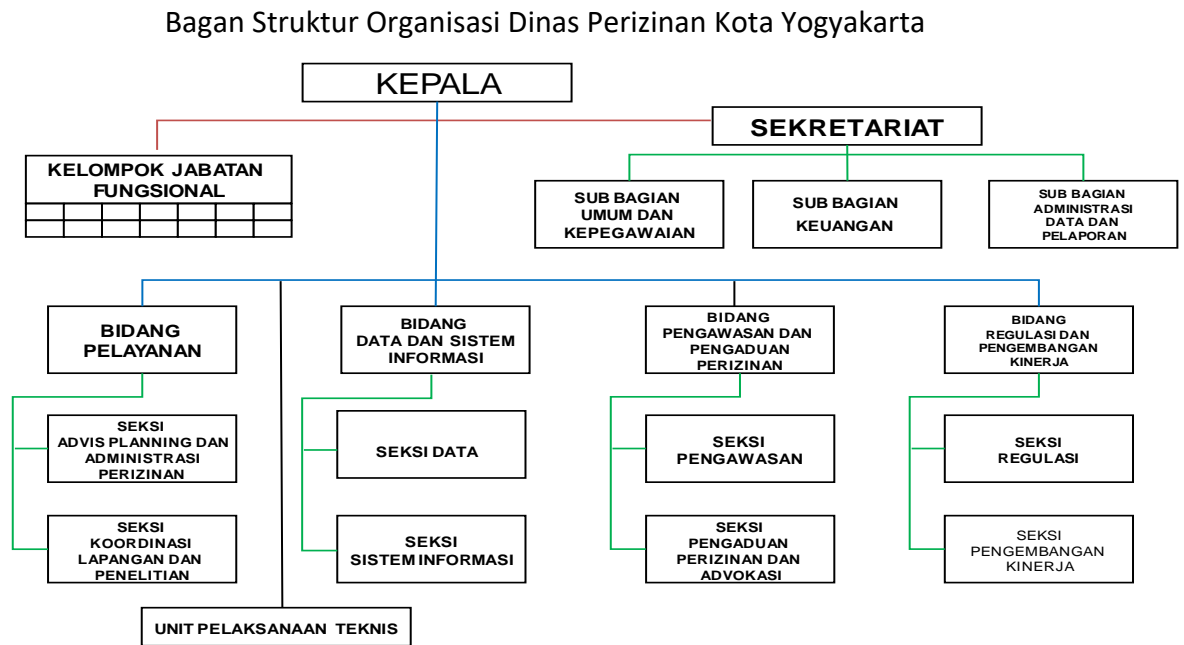 Bagan Struktur Organisasi Dinas Perizinan Kota Yogyakarta
KEPALA
SEKRETARIAT
KELOMPOK JABATAN
FUNGSIONAL
SUB BAGIAN
UMUM DAN
KEPEGAWAIAN
SUB BAGIAN
KEUANGAN
SUB BAGIAN
ADMINISTRASI
DATA DAN
PELAPORAN
BIDANG
PELAYANAN
BIDANG
DATA DAN SISTEM
INFORMASI
BIDANG
PENGAWASAN DAN
PENGADUAN
PERIZINAN
BIDANG
REGULASI DAN
PENGEMBANGAN
KINERJA
SEKSI
ADVIS PLANNING DAN
ADMINISTRASI
PERIZINAN
SEKSI DATA
SEKSI
PENGAWASAN
SEKSI
REGULASI
SEKSI
KOORDINASI
LAPANGAN DAN
PENELITIAN
SEKSI
SISTEM INFORMASI
SEKSI
PENGADUAN
PERIZINAN DAN
ADVOKASI
SEKSI
PENGEMBANGAN
KINERJA
UNIT PELAKSANAAN TEKNIS